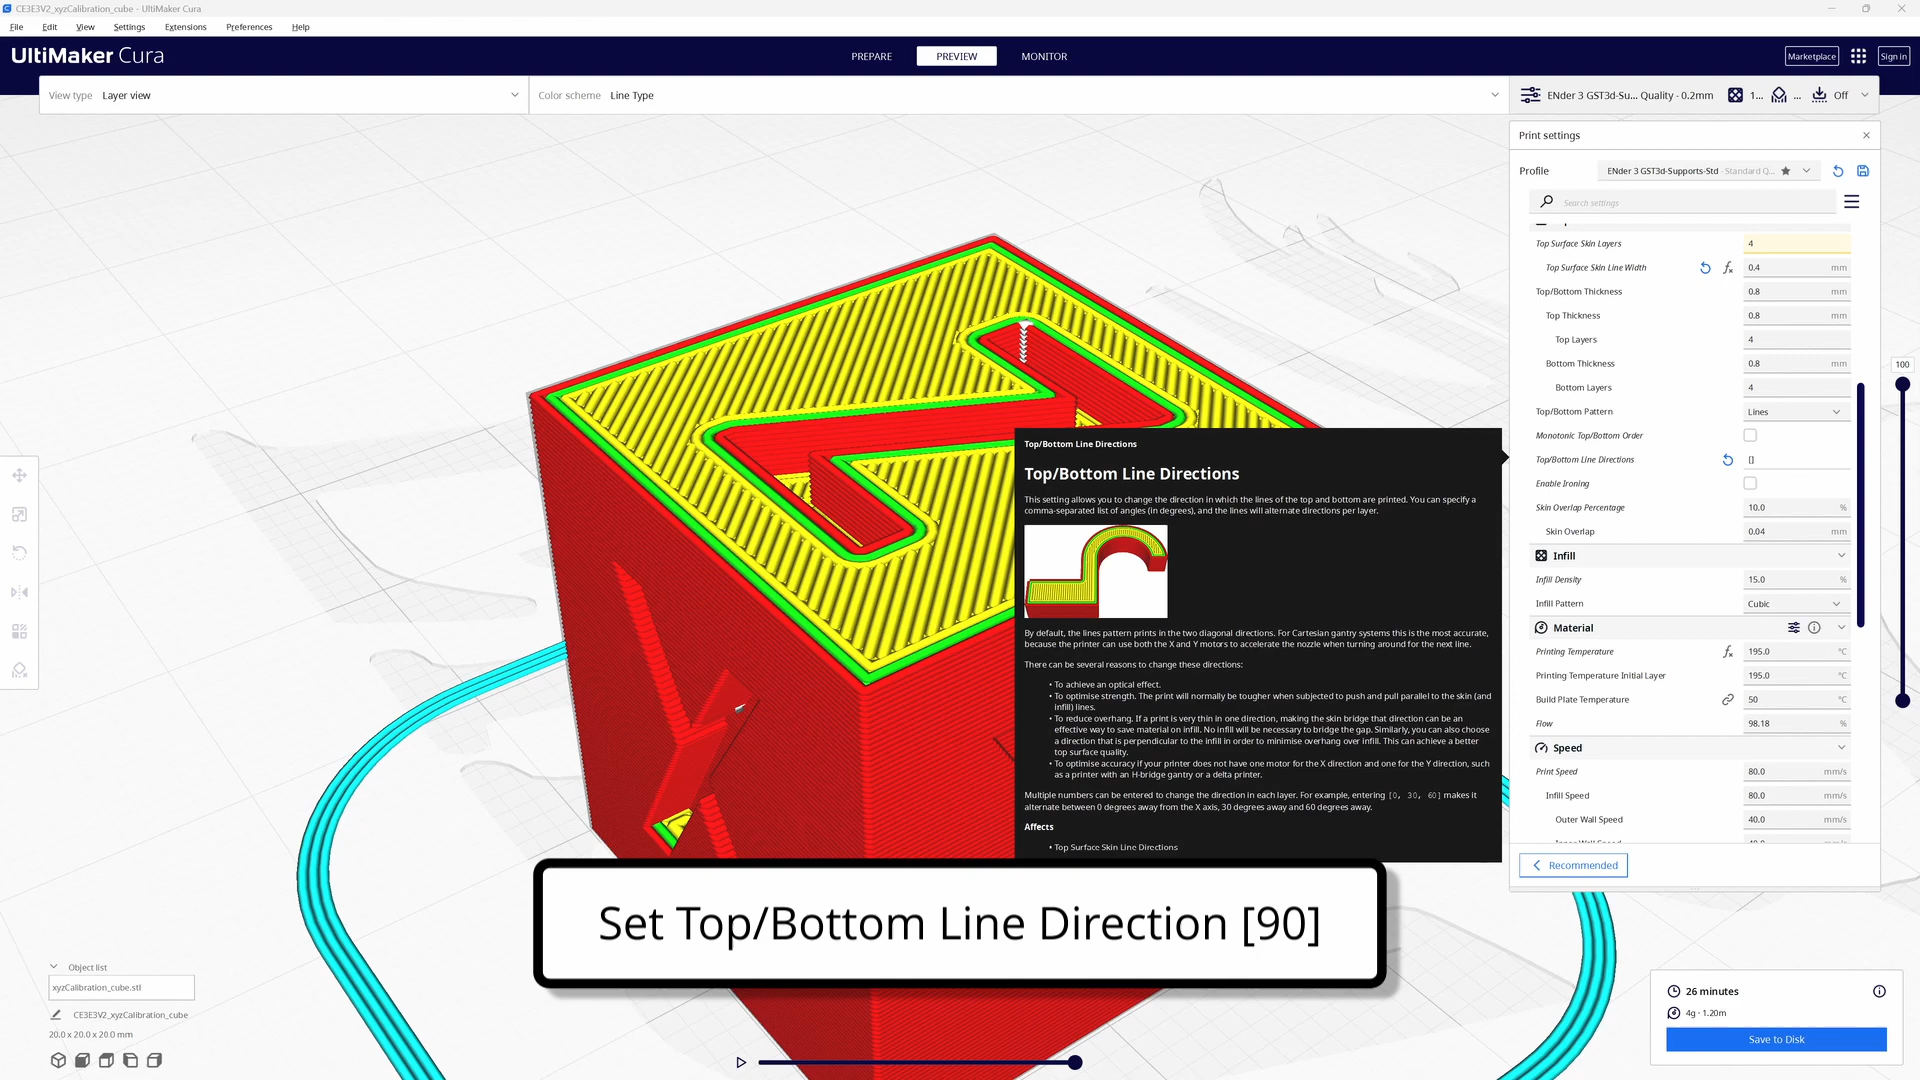 CE3E3V2_xyzCalibration_cube - UltiMaker Cura
File Edit View Settings Extensions Preferences Help
UltiMaker Cura
PREPARE PREVIEW MONITOR
Marketplace Sign in
View type Layer view
Color scheme Line Type
ENder 3 GST3d-Su... Quality - 0.2mm 1... ... Off
Print settings
Profile ENder 3 GST3d-Supports-Std - Standard Q...
Search settings
Top Surface Skin Layers 4
Top Surface Skin Line Width 0.4 mm
Top/Bottom Thickness 0.8 mm
Top Thickness 0.8 mm
Top Layers 4
Bottom Thickness 0.8 mm
Bottom Layers 4
Top/Bottom Pattern Lines
Monotonic Top/Bottom Order
Top/Bottom Line Directions []
Enable Ironing
Skin Overlap Percentage 10.0 %
Skin Overlap 0.04 mm
Infill
Infill Density 15.0 %
Infill Pattern Cubic
Material
Printing Temperature 195.0 °C
Printing Temperature Initial Layer 195.0 °C
Build Plate Temperature 50 °C
Flow 98.18 %
Speed
Print Speed 80.0 mm/s
Infill Speed 80.0 mm/s
Outer Wall Speed 40.0 mm/s
Recommended
100
Top/Bottom Line Directions
Top/Bottom Line Directions
This setting allows you to change the direction in which the lines of the top and bottom are printed. You can specify a
comma-separated list of angles (in degrees), and the lines will alternate directions per layer.
By default, the lines pattern prints in the two diagonal directions. For Cartesian gantry systems this is the most accurate,
because the printer can use both the X and Y motors to accelerate the nozzle when turning around for the next line.
There can be several reasons to change these directions:
• To achieve an optical effect.
• To optimise strength. The print will normally be tougher when subjected to push and pull parallel to the skin (and
infill) lines.
• To reduce overhang. If a print is very thin in one direction, making the skin bridge that direction can be an
effective way to save material on infill. No infill will be necessary to bridge the gap. Similarly, you can also choose
a direction that is perpendicular to the infill in order to minimise overhang over infill. This can achieve a better
top surface quality.
• To optimise accuracy if your printer does not have one motor for the X direction and one for the Y direction, such
as a printer with an H-bridge gantry or a delta printer.
Multiple numbers can be entered to change the direction in each layer. For example, entering [0, 30, 60] makes it
alternate between 0 degrees away from the X axis, 30 degrees away and 60 degrees away.
Affects
• Top Surface Skin Line Directions
Set Top/Bottom Line Direction [90]
Object list
xyzCalibration_cube.stl
CE3E3V2_xyzCalibration_cube
20.0 x 20.0 x 20.0 mm
26 minutes
4g · 1.20m
Save to Disk